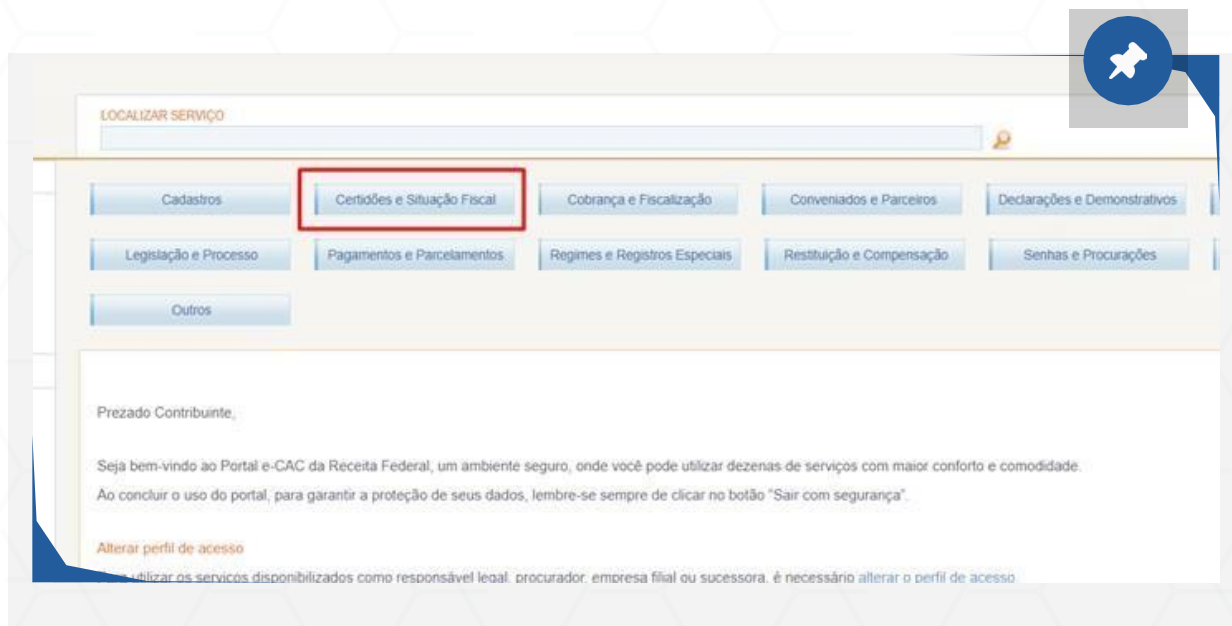 LOCALIZAR SERVIÇO
Cadastros
Certidões e Situação Fiscal
Cobrança e Fiscalização
Conveniados e Parceiros
Declarações e Demonstrativos
Legislação e Processo
Pagamentos e Parcelamentos
Regimes e Registros Especiais
Restituição e Compensação
Senhas e Procurações
Outros
Prezado Contribuinte,
Seja bem-vindo ao Portal e-CAC da Receita Federal, um ambiente seguro, onde você pode utilizar dezenas de serviços com maior conforto e comodidade.
Ao concluir o uso do portal, para garantir a proteção de seus dados, lembre-se sempre de clicar no botão "Sair com segurança".
Alterar perfil de acesso
utilizar os serviços disponibilizados como responsável legal, procurador, empresa filial ou sucessora, é necessário alterar o perfil de acesso